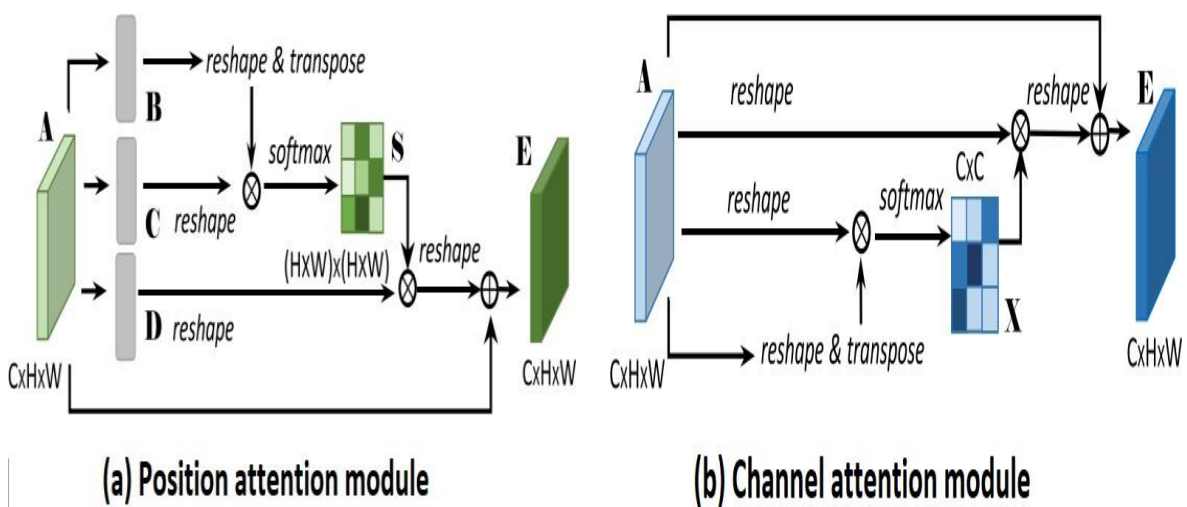 reshape & transpose
B
A
softmax
S
E
C
reshape
(HxW)x(HxW)
reshape
D
reshape
CxHxW
CxHxW
(a) Position attention module
A
reshape
reshape
E
CxC
reshape
softmax
X
reshape & transpose
CxHxW
CxHxW
(b) Channel attention module